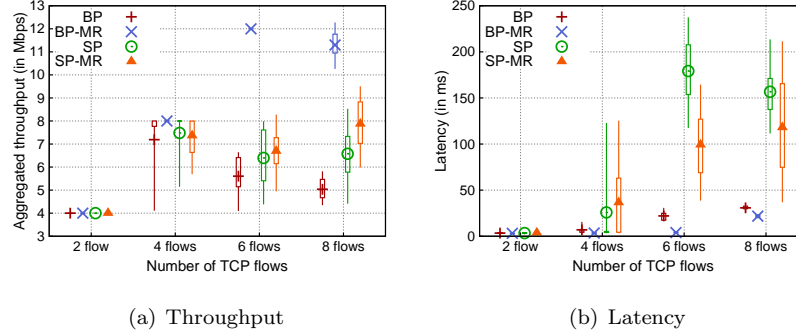 BP
BP-MR
SP
SP-MR
Aggregated throughput (in Mbps)
13
12
11
10
9
8
7
6
5
4
3
2 flow
4 flows
6 flows
8 flows
Number of TCP flows
(a) Throughput
BP
BP-MR
SP
SP-MR
Latency (in ms)
250
200
150
100
50
0
2 flow
4 flows
6 flows
8 flows
Number of TCP flows
(b) Latency